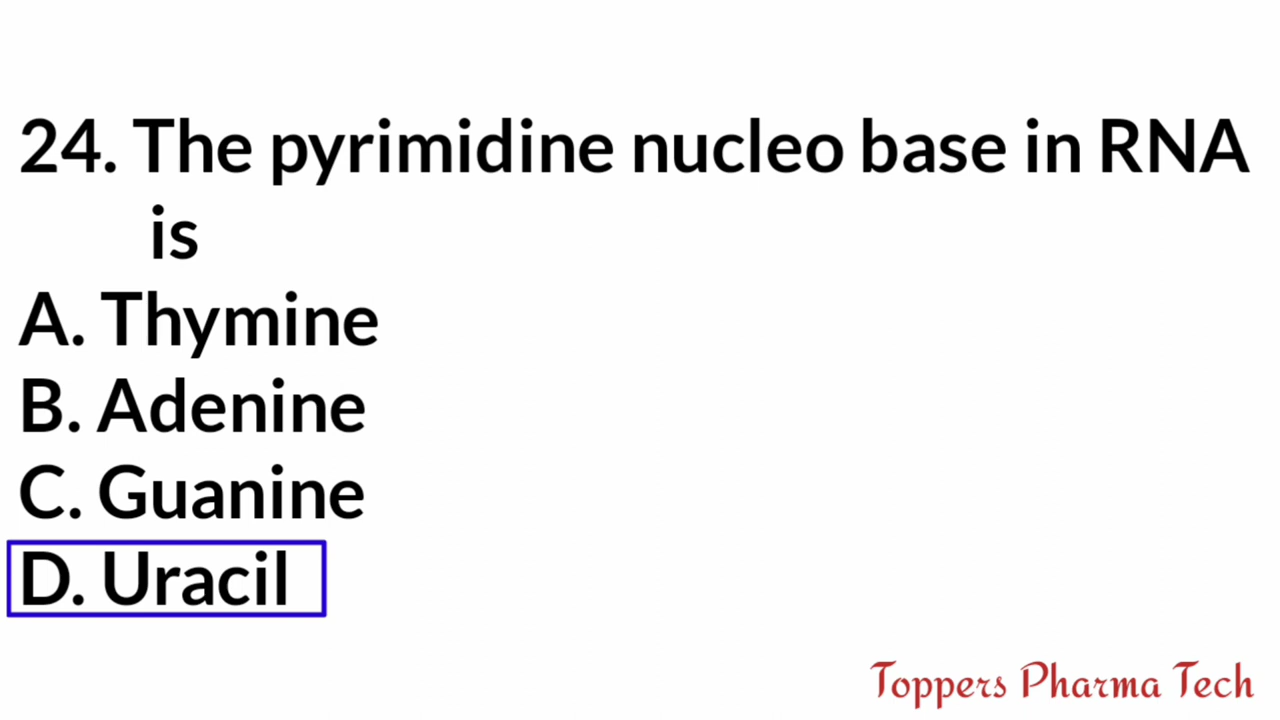 24. The pyrimidine nucleo base in RNA
is
A. Thymine
B. Adenine
C. Guanine
D. Uracil
Toppers Pharma Tech